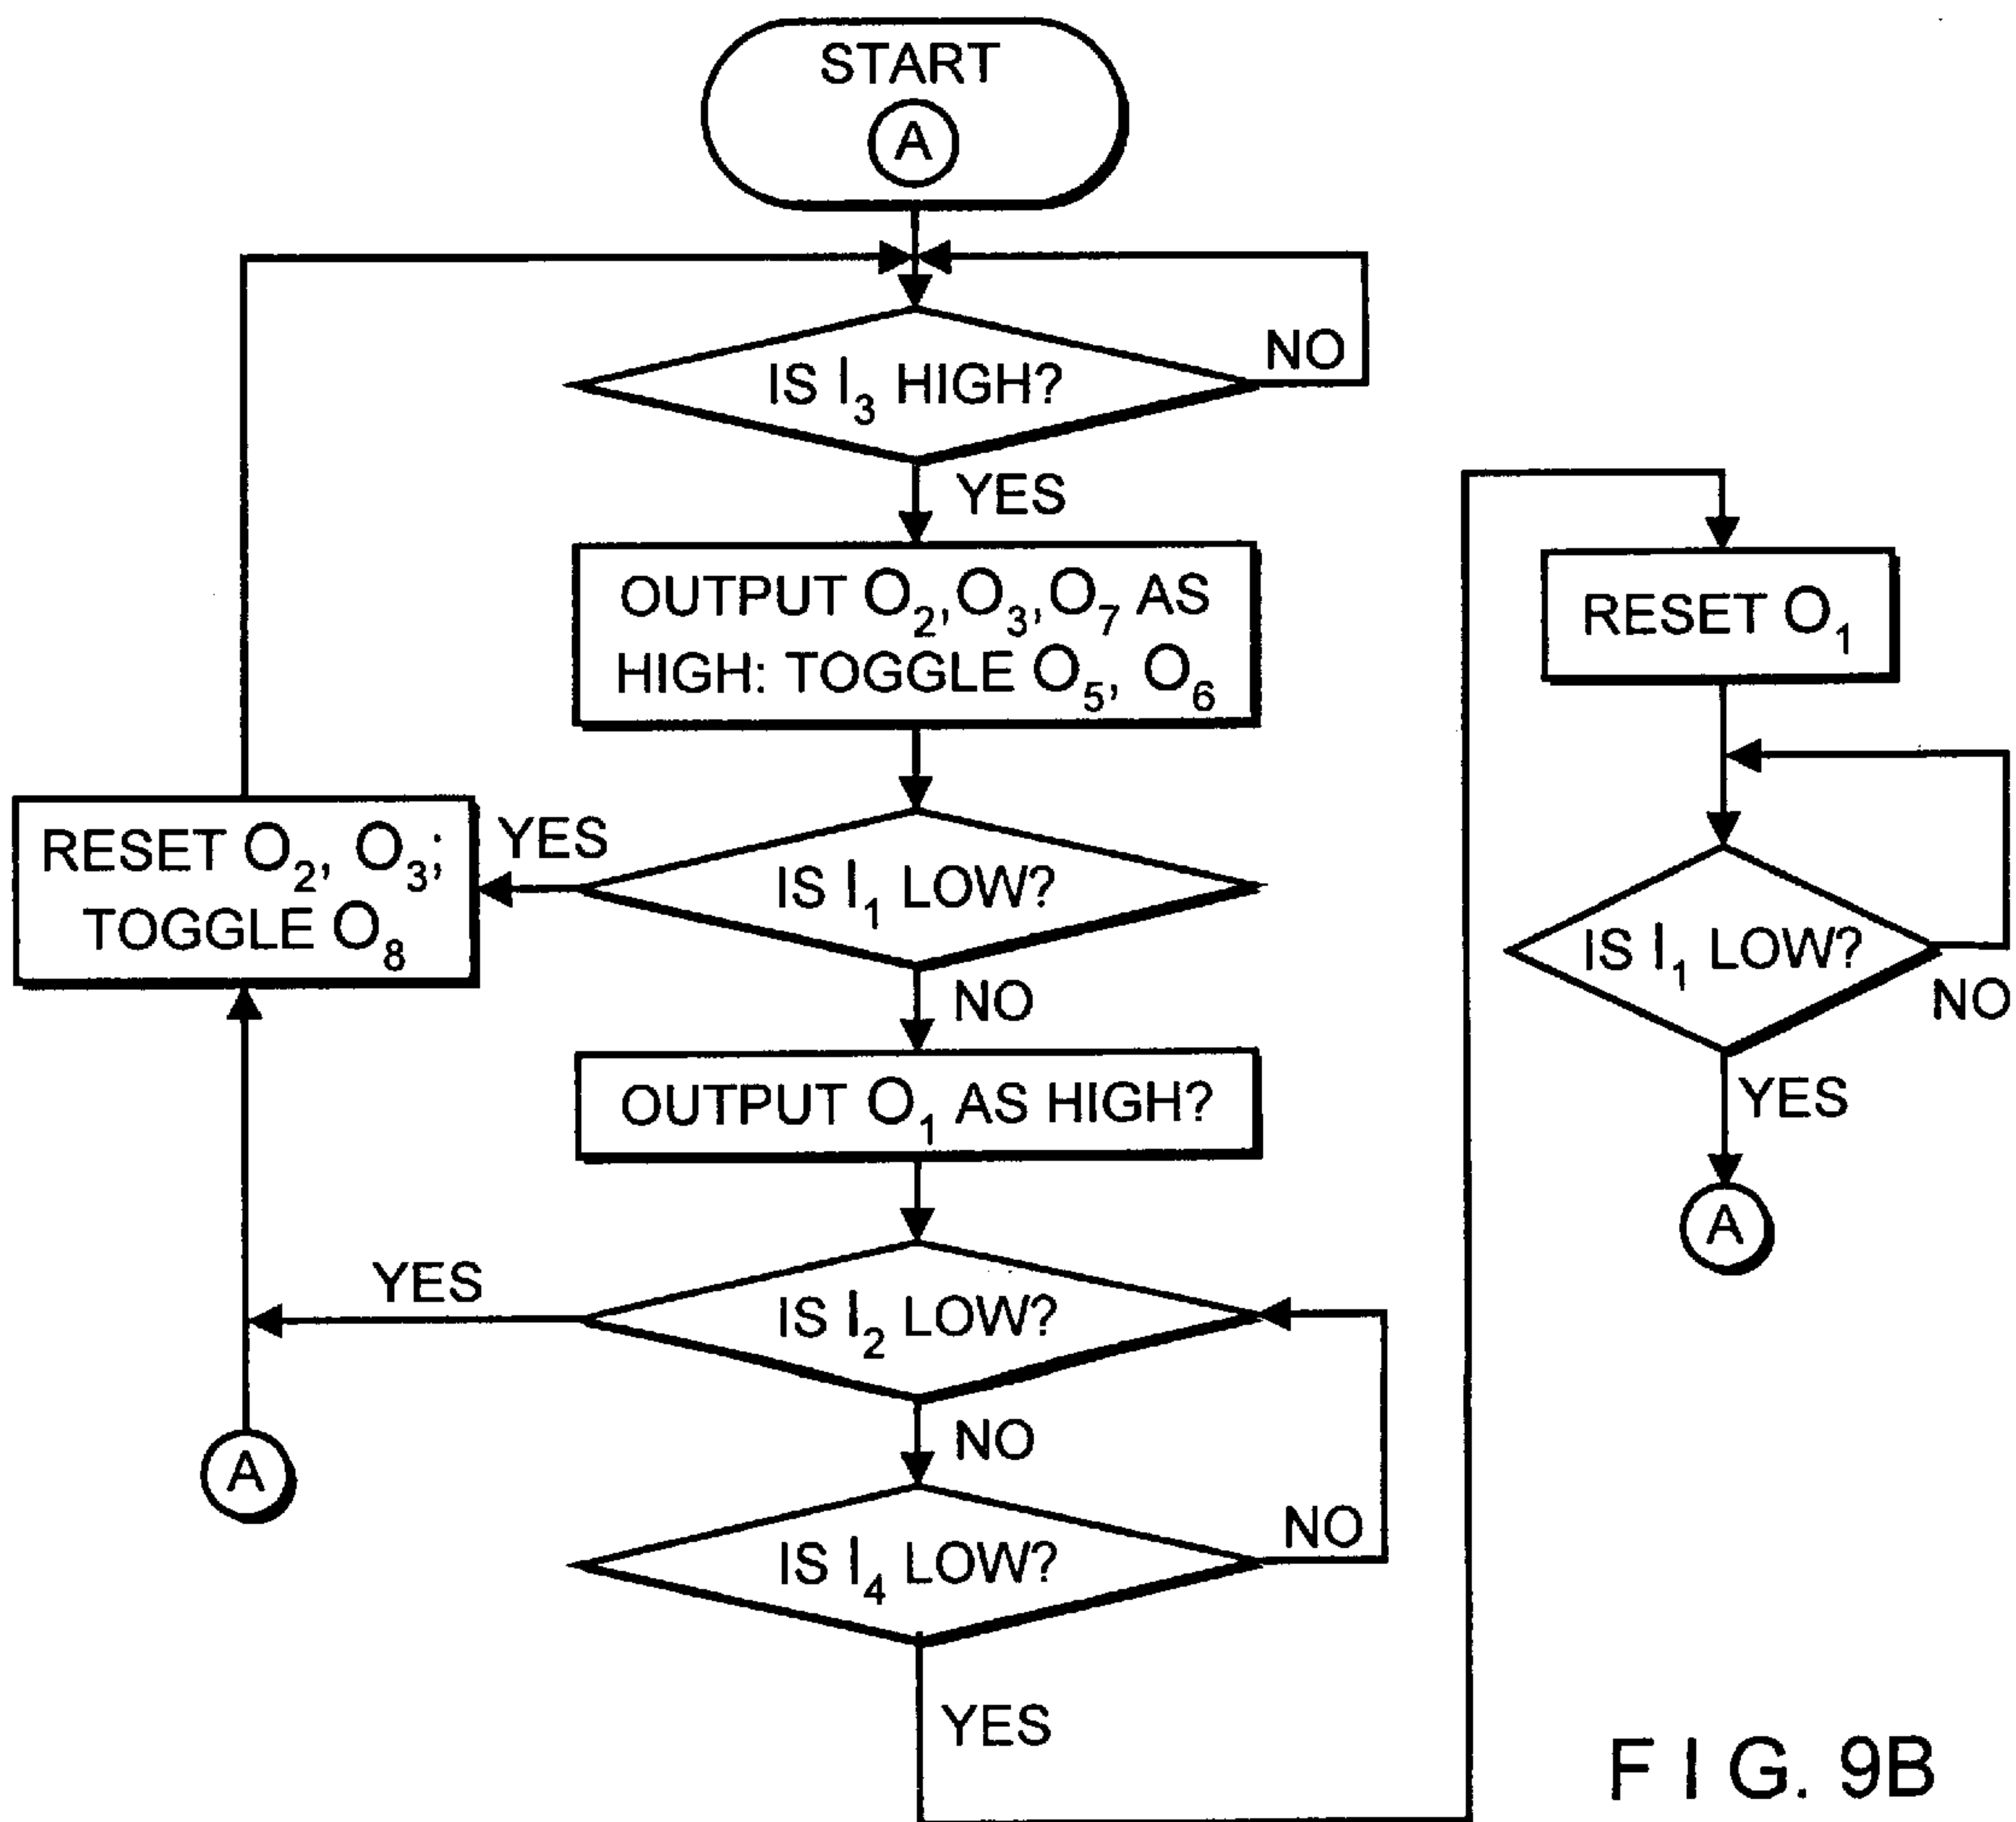 START
A
IS I₃ HIGH?
NO
YES
OUTPUT O₂, O₃, O₇ AS
HIGH: TOGGLE O₅, O₆
IS I₁ LOW?
YES
RESET O₂, O₃;
TOGGLE O₈
NO
OUTPUT O₁ AS HIGH?
IS I₂ LOW?
YES
A
NO
IS I₄ LOW?
NO
YES
RESET O₁
IS I₁ LOW?
NO
YES
A
FIG. 9B